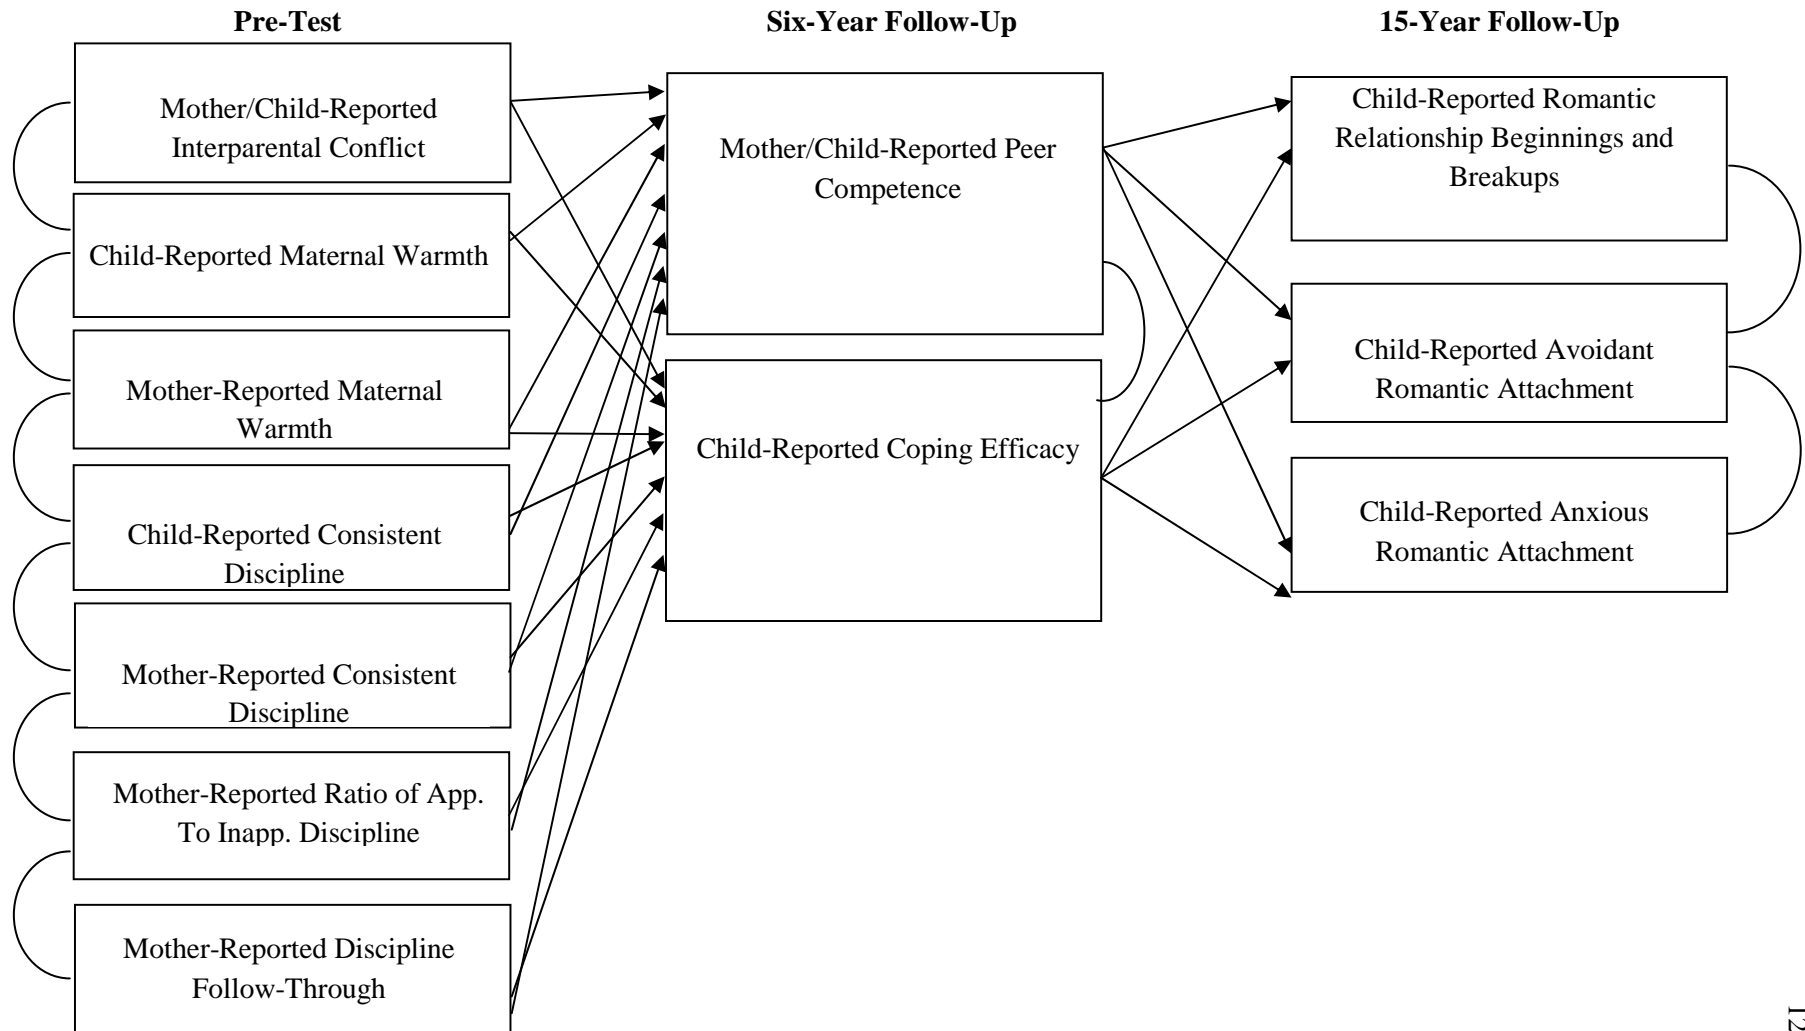 Pre-Test
Six-Year Follow-Up
15-Year Follow-Up
Mother/Child-Reported
Interparental Conflict
Child-Reported Maternal Warmth
Mother-Reported Maternal
Warmth
Child-Reported Consistent
Discipline
Mother-Reported Consistent
Discipline
Mother-Reported Ratio of App.
To Inapp. Discipline
Mother-Reported Discipline
Follow-Through
Mother/Child-Reported Peer
Competence
Child-Reported Coping Efficacy
Child-Reported Romantic
Relationship Beginnings and
Breakups
Child-Reported Avoidant
Romantic Attachment
Child-Reported Anxious
Romantic Attachment